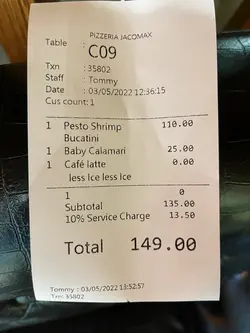 PIZZERIA JACOMAX
Table : C09
Txn : 35802
Staff : Tommy
Date : 03/05/2022 12:36:15
Cus count: 1
1 Pesto Shrimp 110.00
Bucatini
1 Baby Calamari 25.00
1 Café latte 0.00
less Ice less Ice
1 0
Subtotal 135.00
10% Service Charge 13.50
Total 149.00
Tommy : 03/05/2022 13:52:57
Txn: 35802